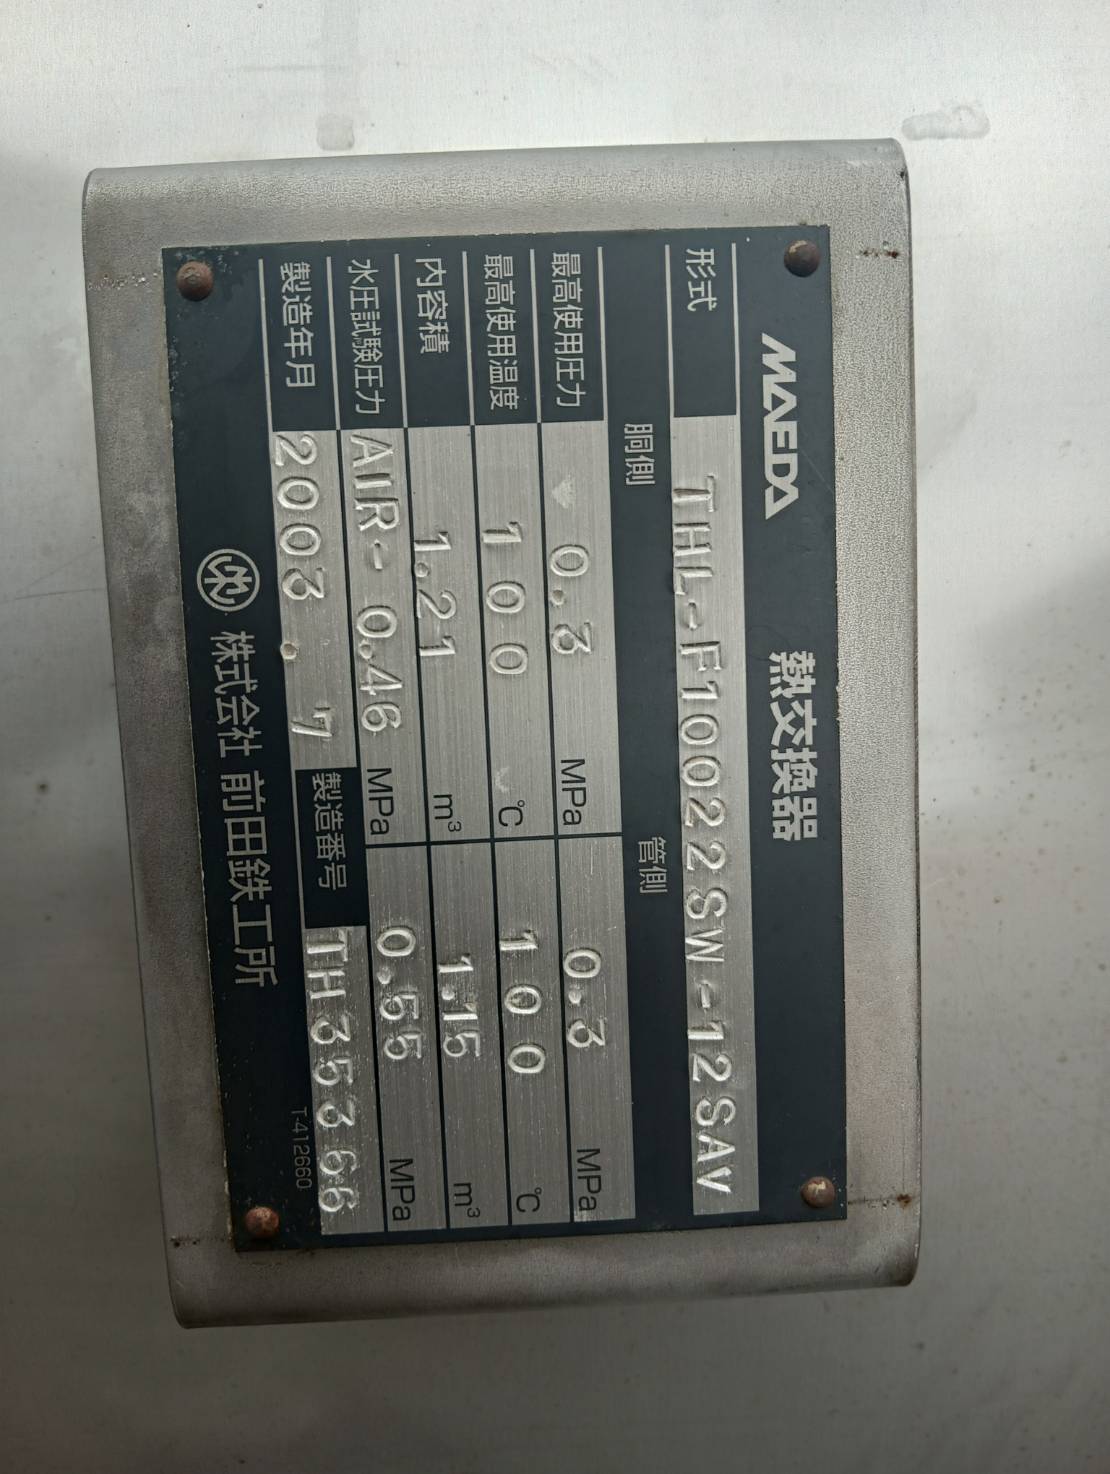 MAEDA 熱交換器
形式 THL-F10022SW-12SAV
胴側 管側
最高使用圧力 0.3 MPa 0.3 MPa
最高使用温度 100 ℃ 100 ℃
内容積 1.21 m³ 1.15 m³
水圧試験圧力 AIR- 0.46 MPa 0.55 MPa
製造年月 2003.7 製造番号 TH35366
株式会社 前田鉄工所
T-412660